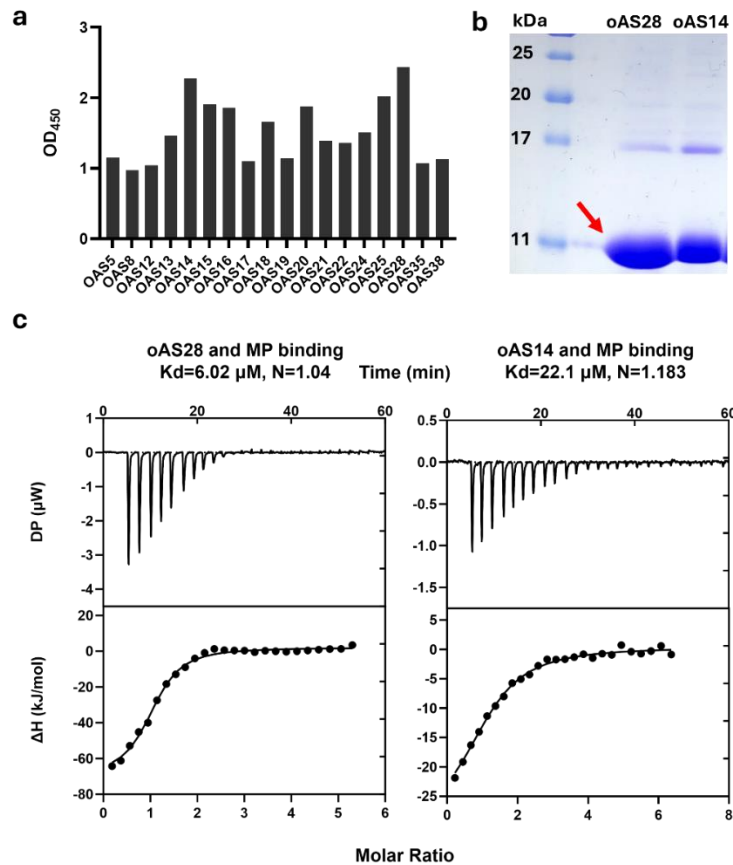 a
3
2
1
0
OD450
OAS5
OAS8
OAS12
OAS13
OAS14
OAS15
OAS16
OAS17
OAS18
OAS19
OAS20
OAS21
OAS22
OAS24
OAS25
OAS28
OAS35
OAS38
b
kDa oAS28 oAS14
25
20
17
11
c
oAS28 and MP binding
Kd=6.02 µM, N=1.04
Time (min)
oAS14 and MP binding
Kd=22.1 µM, N=1.183
0 20 40 60
1
0
-1
-2
-3
-4
DP (µW)
20
0
-20
-40
-60
-80
ΔH (kJ/mol)
0 1 2 3 4 5 6
0 20 40 60
0.5
0.0
-0.5
-1.0
-1.5
5
0
-5
-10
-15
-20
-25
0 2 4 6 8
Molar Ratio